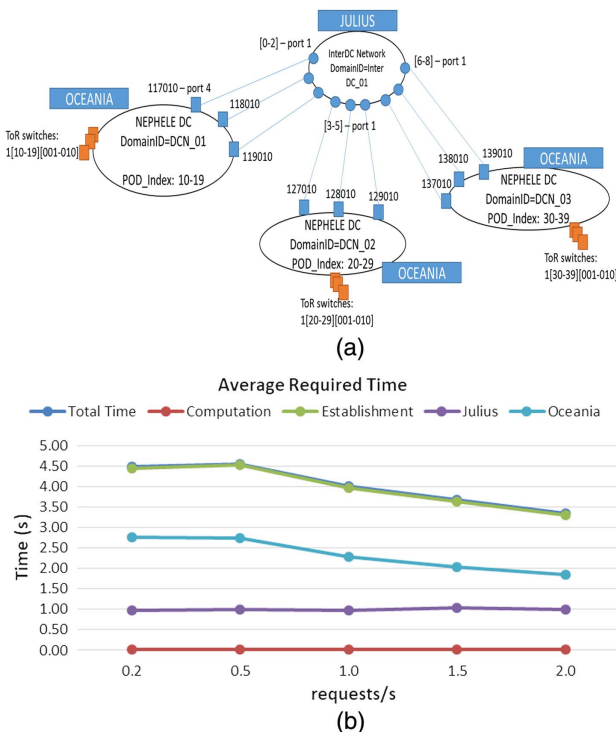 JULIUS
[0-2] – port 1
InterDC Network
DomainID=Inter
DC_01
[6-8] – port 1
117010 – port 4
118010
119010
[3-5] – port 1
OCEANIA
NEPHELE DC
DomainID=DCN_01
POD_Index: 10-19
ToR switches:
1[10-19][001-010]
127010
128010
129010
NEPHELE DC
DomainID=DCN_02
POD_Index: 20-29
OCEANIA
ToR switches:
1[20-29][001-010]
139010
138010
137010
OCEANIA
NEPHELE DC
DomainID=DCN_03
POD_Index: 30-39
ToR switches:
1[30-39][001-010]
(a)
Average Required Time
Total Time Computation Establishment Julius Oceania
5.00
4.50
4.00
3.50
3.00
2.50
2.00
1.50
1.00
0.50
0.00
Time (s)
0.2 0.5 1.0 1.5 2.0
requests/s
(b)